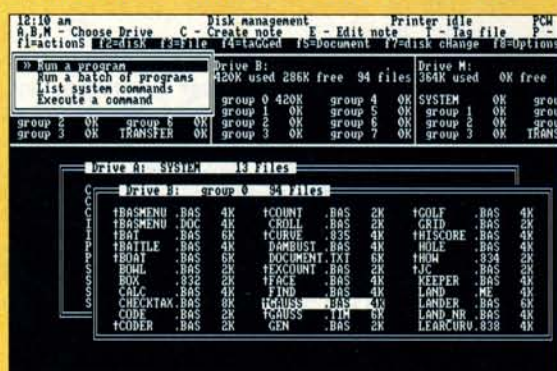 12:10 am Disk management Printer idle PCW
A,B,M - Choose Drive C - Create note E - Edit note T - Tag file P -
f1=actionS f2=disk f3=File f4=taGGed f5=Document f7=disk cHange f8=Options
» Run a program
Run a batch of programs
List system commands
Execute a command
Drive B: Drive M:
420K used 286K free 94 files 364K used 0K free
group 0 420K group 4 0K SYSTEM 0K
group 1 0K group 5 0K group 1 0K
group 2 0K group 6 0K group 2 0K group 6 0K group 2 0K
group 3 0K TRANSFER 0K group 3 0K group 7 0K group 3 0K
Drive A: SYSTEM 13 Files
Drive B: group 0 94 Files
†BASMENU .BAS 4K †COUNT .BAS 2K †GOLF .BAS 4K
†BASMENU .DOC 4K CROLL .BAS 2K GRID .BAS 2K
†BAT .BAS 6K †CURVE .835 4K †HISCORE .BAS 4K
†BATTLE .BAS 4K DAMBUST .BAS 4K HOLE .BAS 4K
†BOAT .BAS 6K DOCUMENT.TXT 6K †HOW .834 2K
BOWL .BAS 2K †EXCOUNT .BAS 2K †JC .BAS 2K
BOX .832 2K †FACE .BAS 4K KEEPER .BAS 4K
CALC .BAS 4K FIND .BAS 4K LAND .ME 4K
CHECKTAX.BAS 8K †GAUSS .BAS 4K LANDER .BAS 6K
CODE .BAS 2K †GAUSS .TIM 6K LAND_NR .BAS 4K
†CODER .BAS 2K GEN .BAS 2K LEARCURV.838 4K